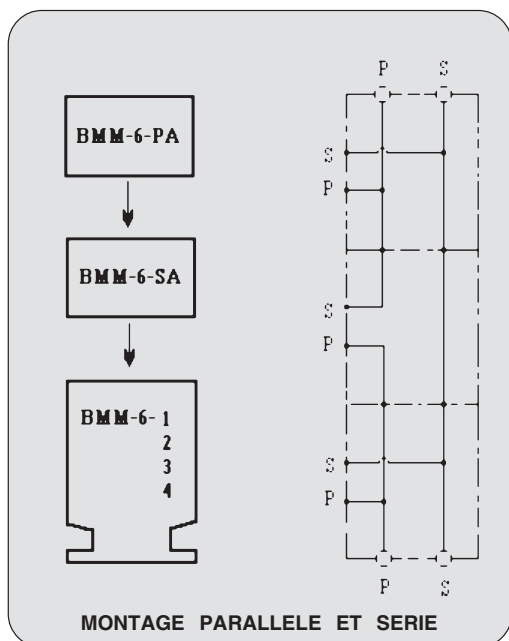 BMM-6-PA
BMM-6-SA
BMM-6- 1
2
3
4
P S
S
P
S
P
S
P
P S
MONTAGE PARALLELE ET SERIE